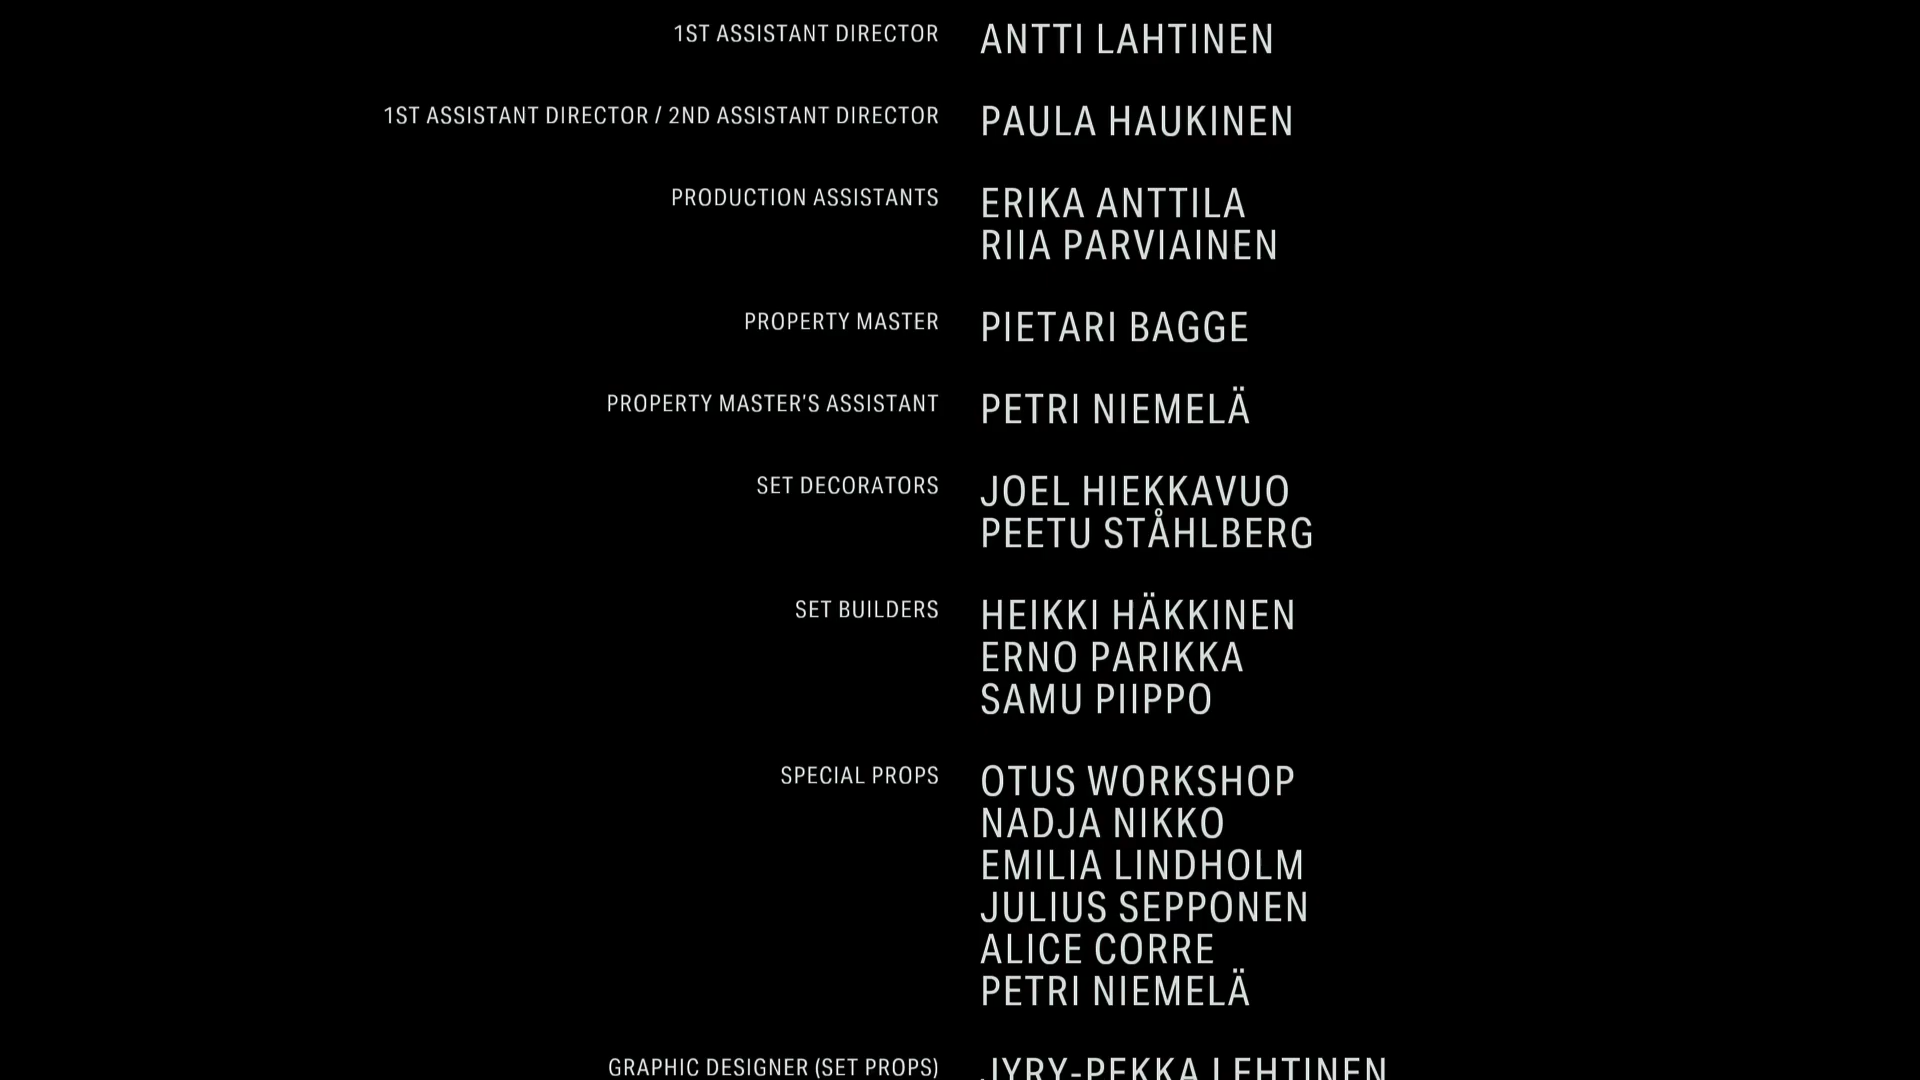 1ST ASSISTANT DIRECTOR ANTTI LAHTINEN
1ST ASSISTANT DIRECTOR / 2ND ASSISTANT DIRECTOR PAULA HAUKINEN
PRODUCTION ASSISTANTS ERIKA ANTTILA
RIIA PARVIAINEN
PROPERTY MASTER PIETARI BAGGE
PROPERTY MASTER'S ASSISTANT PETRI NIEMELÄ
SET DECORATORS JOEL HIEKKAVUO
PEETU STÅHLBERG
SET BUILDERS HEIKKI HÄKKINEN
ERNO PARIKKA
SAMU PIIPPO
SPECIAL PROPS OTUS WORKSHOP
NADJA NIKKO
EMILIA LINDHOLM
JULIUS SEPPONEN
ALICE CORRE
PETRI NIEMELÄ
GRAPHIC DESIGNER (SET PROPS) JYRY-PEKKA LEHTINEN